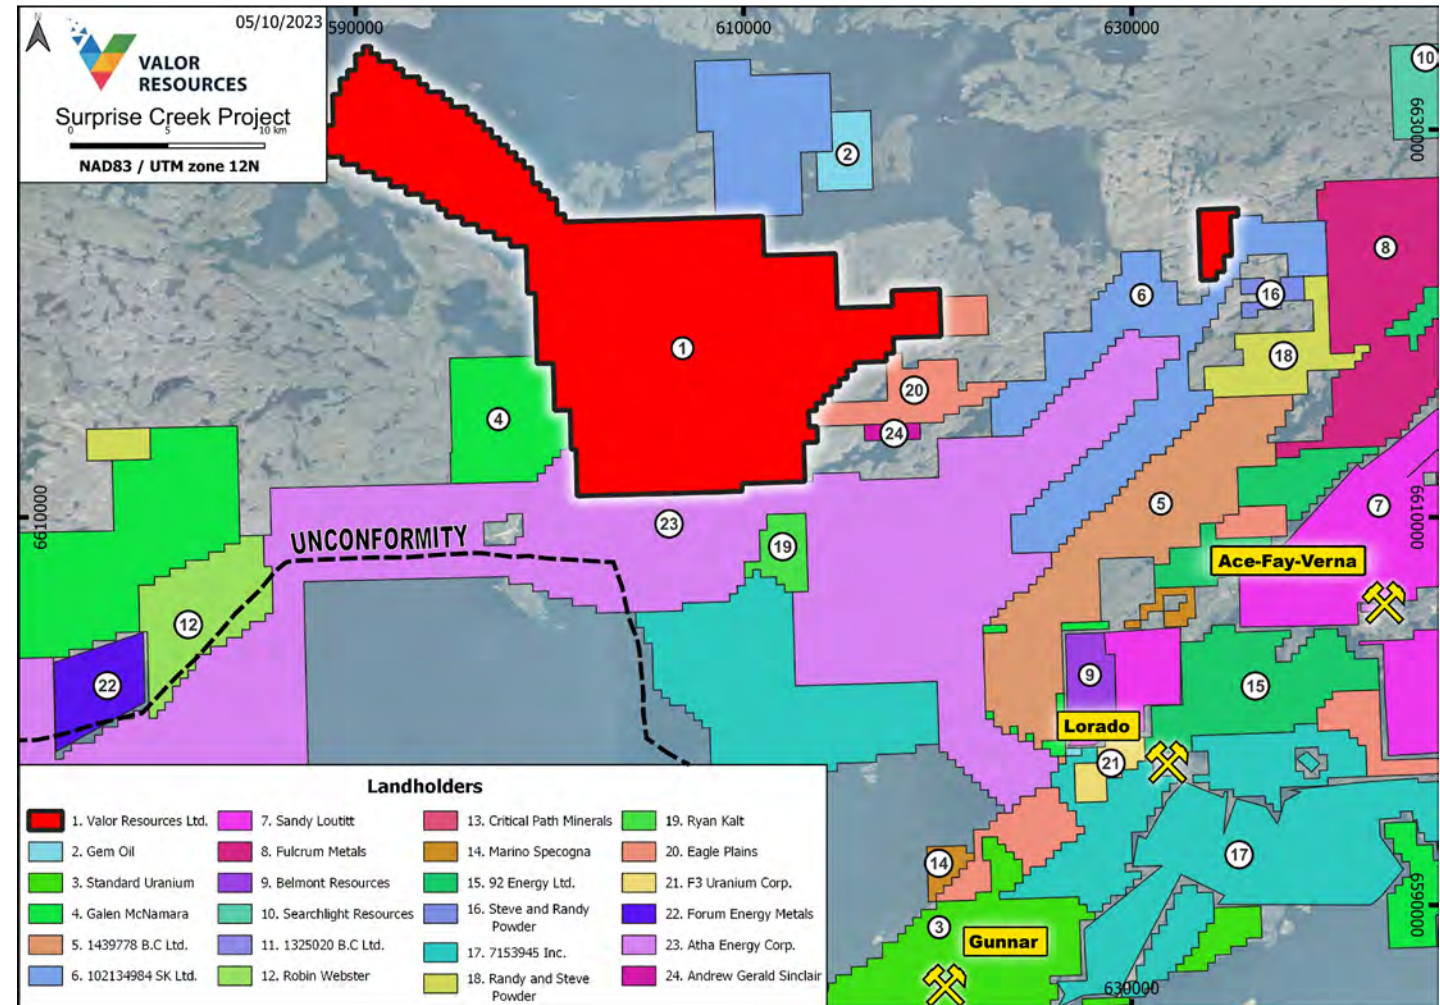 05/10/2023
N
VALOR
RESOURCES
Surprise Creek Project
0 5 10 km
NAD83 / UTM zone 12N
590000
610000
630000
10
6630000
2
8
6
16
1
18
20
4
24
5
7
6610000
23
UNCONFORMITY
19
6610000
Ace-Fay-Verna
12
9
22
15
Lorado
21
17
14
6590000
3
Gunnar
630000
Landholders
1. Valor Resources Ltd.
2. Gem Oil
3. Standard Uranium
4. Galen McNamara
5. 1439778 B.C Ltd.
6. 102134984 SK Ltd.
7. Sandy Loutitt
8. Fulcrum Metals
9. Belmont Resources
10. Searchlight Resources
11. 1325020 B.C Ltd.
12. Robin Webster
13. Critical Path Minerals
14. Marino Specogna
15. 92 Energy Ltd.
16. Steve and Randy
Powder
17. 7153945 Inc.
18. Randy and Steve
Powder
19. Ryan Kalt
20. Eagle Plains
21. F3 Uranium Corp.
22. Forum Energy Metals
23. Atha Energy Corp.
24. Andrew Gerald Sinclair